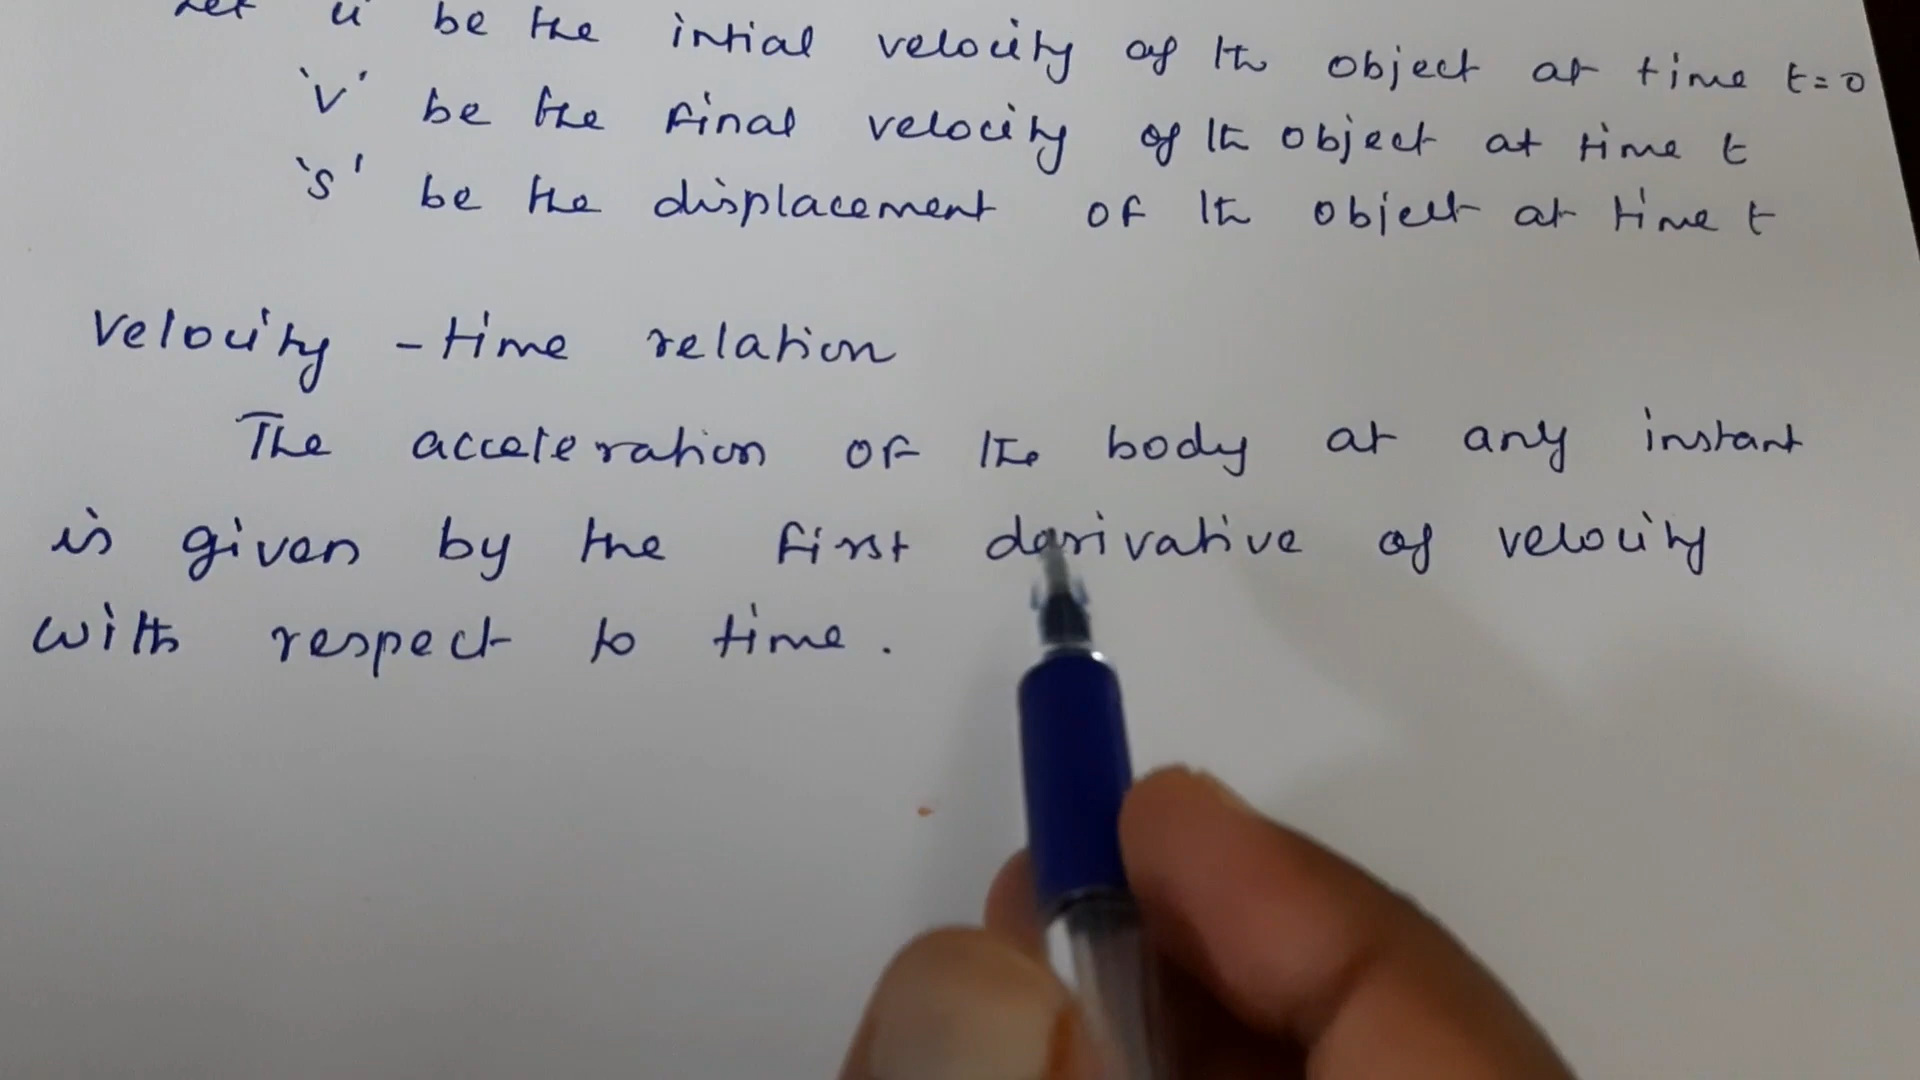 Let u be the intial velocity of the object at time t=0
'v' be the final velocity of the object at time t
's' be the displacement of the object at time t
Velocity - time relation
The acceleration of the body at any instant
is given by the first derivative of velocity
with respect to time.